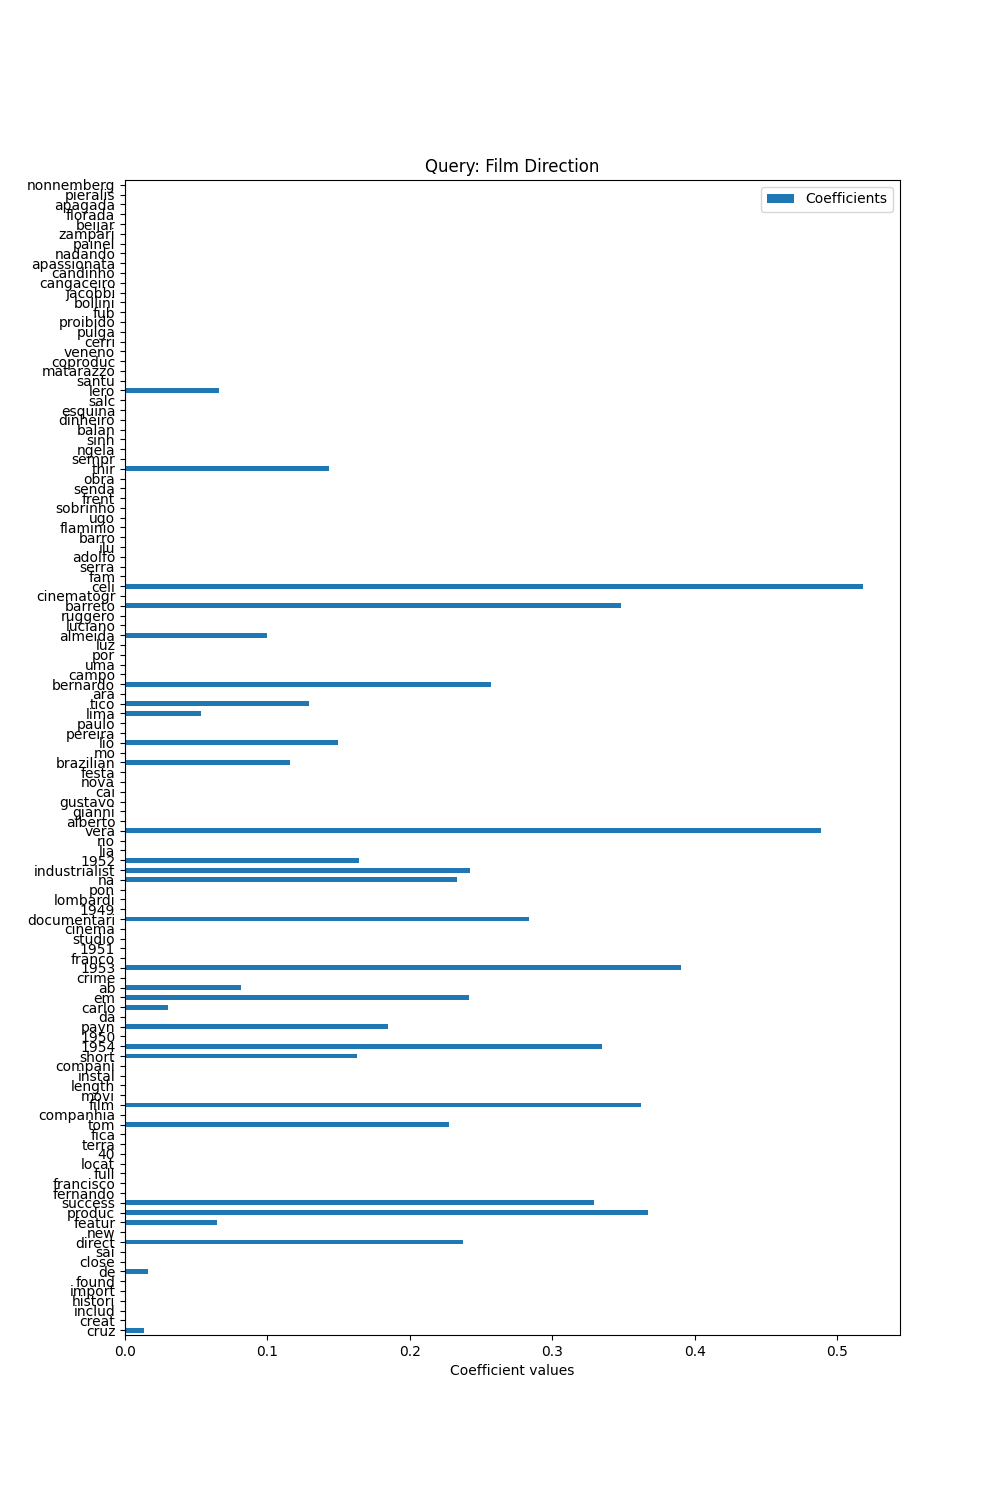 Query: Film Direction
Coefficients
nonnemberg
pieralis
apagada
florada
beijar
zampari
painel
nadando
apassionata
candinho
cangaceiro
jacobbi
bollini
fub
proibido
pulga
cerri
veneno
coproduc
matarazzo
santu
lero
salc
esquina
dinheiro
balan
sinh
ngela
sempr
thir
obra
senda
frent
sobrinho
ugo
flaminio
barro
ilu
adolfo
serra
fam
celi
cinematogr
barreto
ruggero
luciano
almeida
luz
por
uma
campo
bernardo
ara
tico
lima
paulo
pereira
lio
mo
brazilian
festa
nova
cai
gustavo
gianni
alberto
vera
rio
lia
1952
industrialist
na
pon
lombardi
1949
documentari
cinema
studio
1951
franco
1953
crime
ab
em
carlo
da
payn
1950
1954
short
compani
instal
length
movi
film
companhia
tom
fica
terra
40
locat
full
francisco
fernando
success
produc
featur
new
direct
sai
close
de
found
import
histori
includ
creat
cruz
0.0 0.1 0.2 0.3 0.4 0.5
Coefficient values